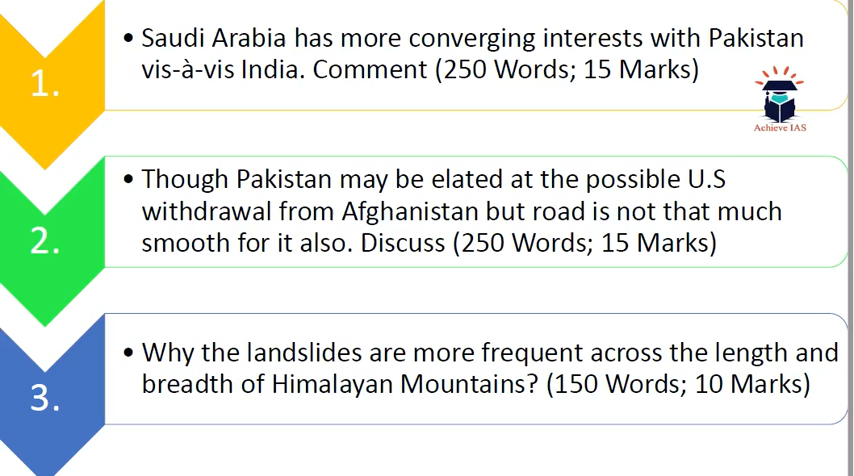 1.
• Saudi Arabia has more converging interests with Pakistan
vis-à-vis India. Comment (250 Words; 15 Marks)
Achieve IAS
2.
• Though Pakistan may be elated at the possible U.S
withdrawal from Afghanistan but road is not that much
smooth for it also. Discuss (250 Words; 15 Marks)
3.
• Why the landslides are more frequent across the length and
breadth of Himalayan Mountains? (150 Words; 10 Marks)